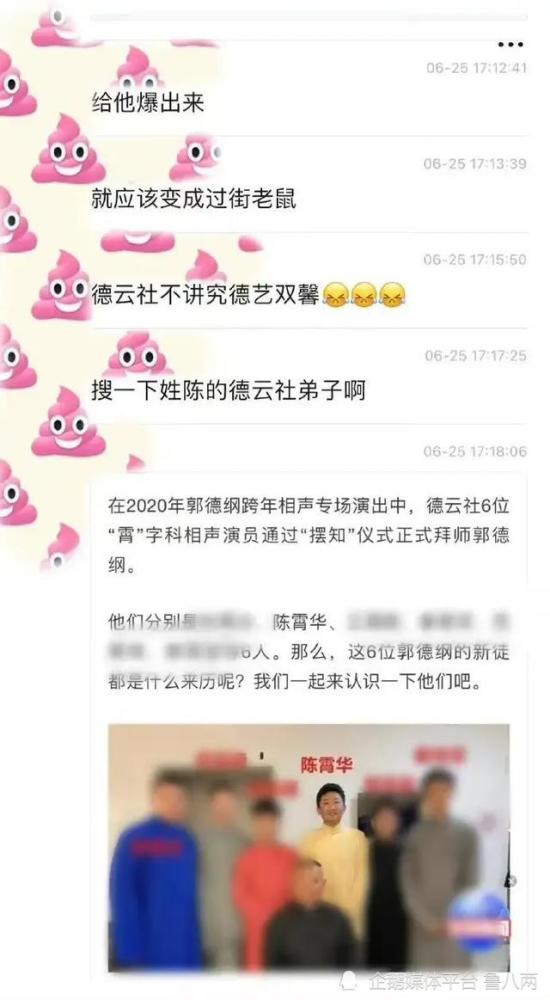 06-25 17:12:41
给他爆出来
06-25 17:13:39
就应该变成过街老鼠
06-25 17:15:50
德云社不讲究德艺双馨😝😝😝
06-25 17:17:25
搜一下姓陈的德云社弟子啊
06-25 17:18:06
在2020年郭德纲跨年相声专场演出中，德云社6位
“霄”字科相声演员通过“摆知”仪式正式拜师郭德
纲。
他们分别是 陈霄华、
6人。那么，这6位郭德纲的新徒
都是什么来历呢？我们一起来认识一下他们吧。
陈霄华
企鹅媒体平台 鲁八两